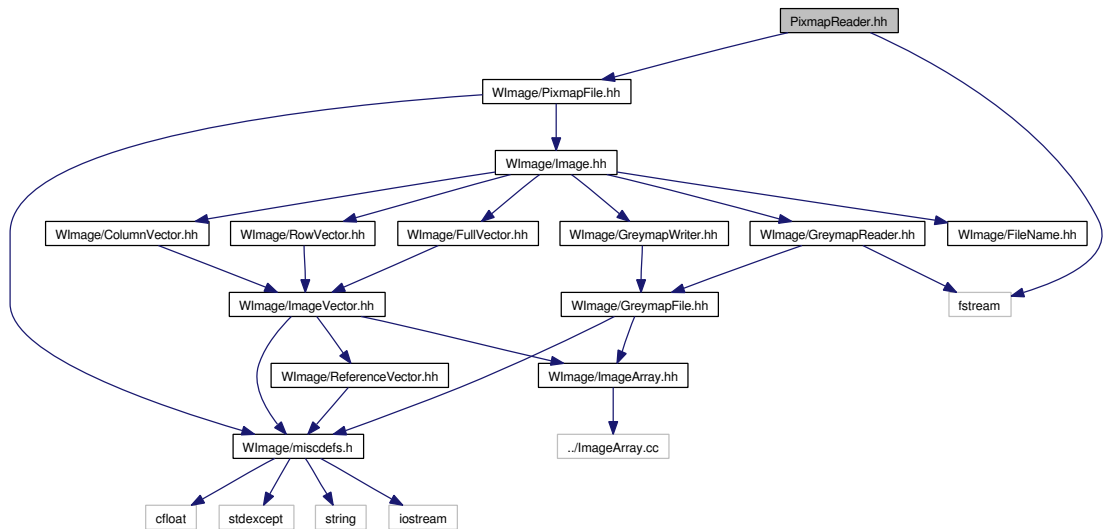 PixmapReader.hh
WImage/PixmapFile.hh
WImage/Image.hh
WImage/ColumnVector.hh
WImage/RowVector.hh
WImage/FullVector.hh
WImage/GreymapWriter.hh
WImage/GreymapReader.hh
WImage/FileName.hh
WImage/ImageVector.hh
WImage/GreymapFile.hh
fstream
WImage/ReferenceVector.hh
WImage/ImageArray.hh
WImage/miscdefs.h
../ImageArray.cc
cfloat
stdexcept
string
iostream